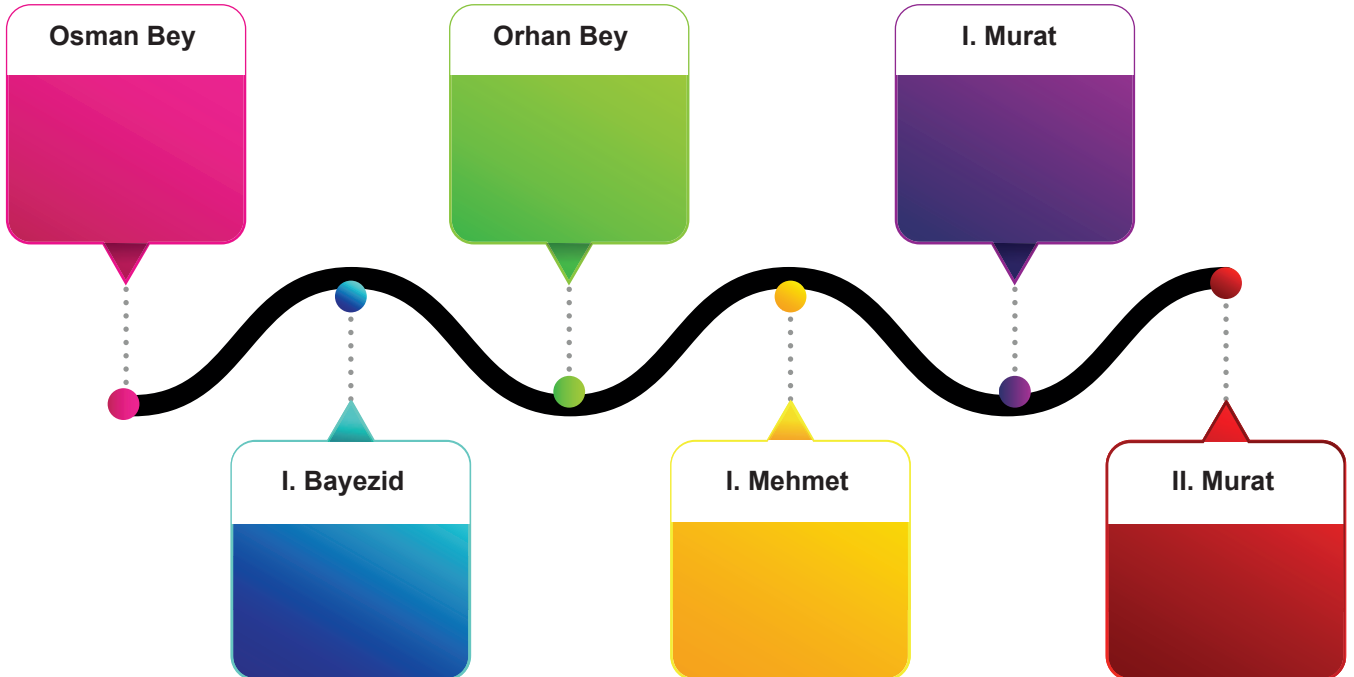 Osman Bey
Orhan Bey
I. Murat
I. Bayezid
I. Mehmet
II. Murat